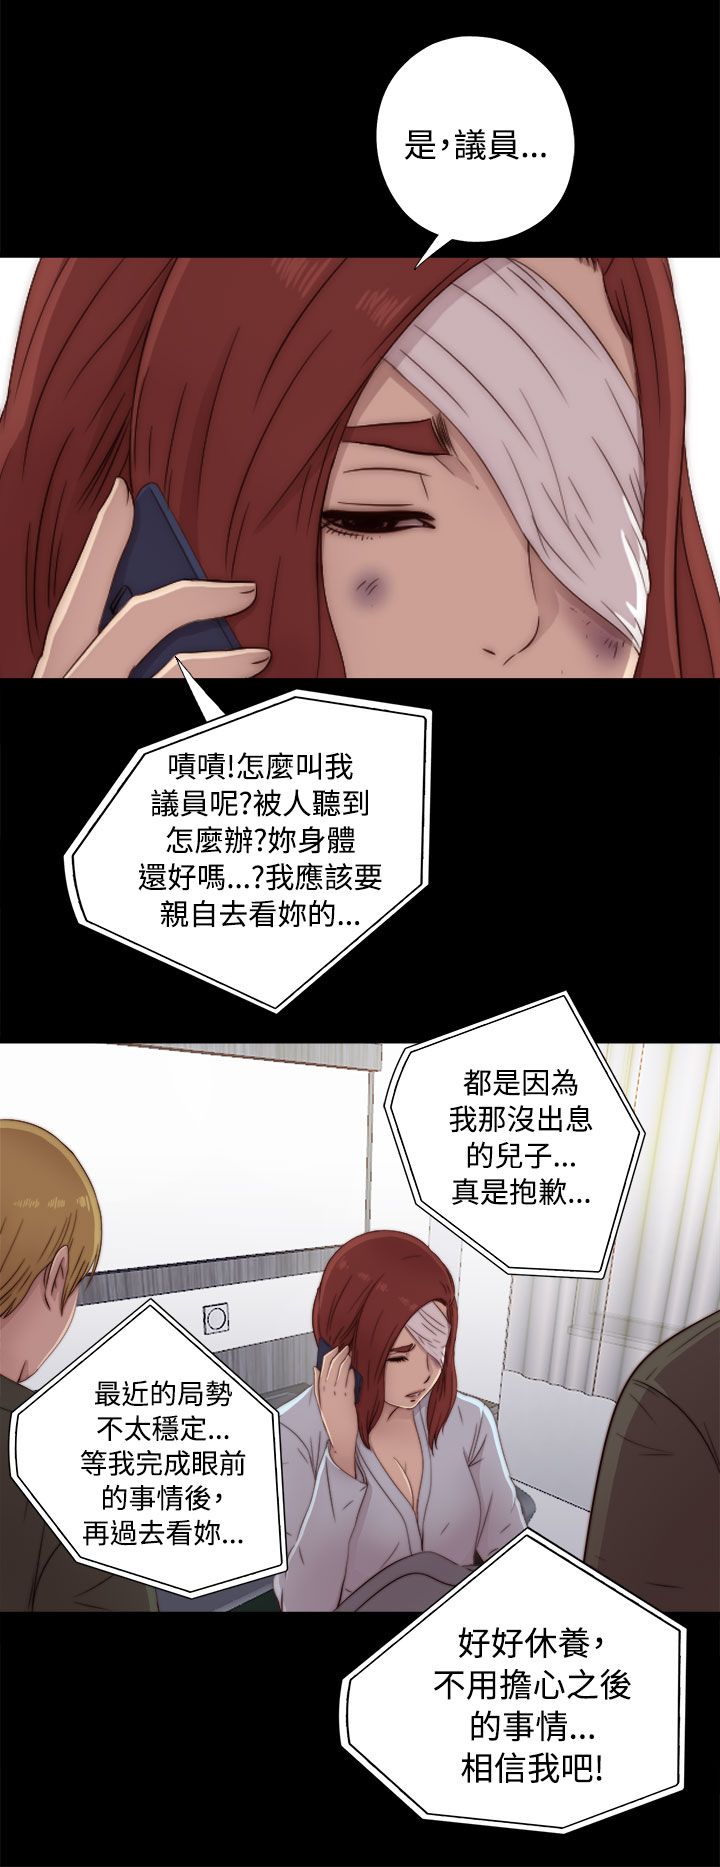 是，議員…
嘖嘖!怎麼叫我
議員呢?被人聽到
怎麼辦?妳身體
還好嗎…?我應該要
親自去看妳的…
都是因為
我那沒出息
的兒子…
真是抱歉…
最近的局勢
不太穩定…
等我完成眼前
的事情後，
再過去看妳…
好好休養，
不用擔心之後
的事情…
相信我吧!